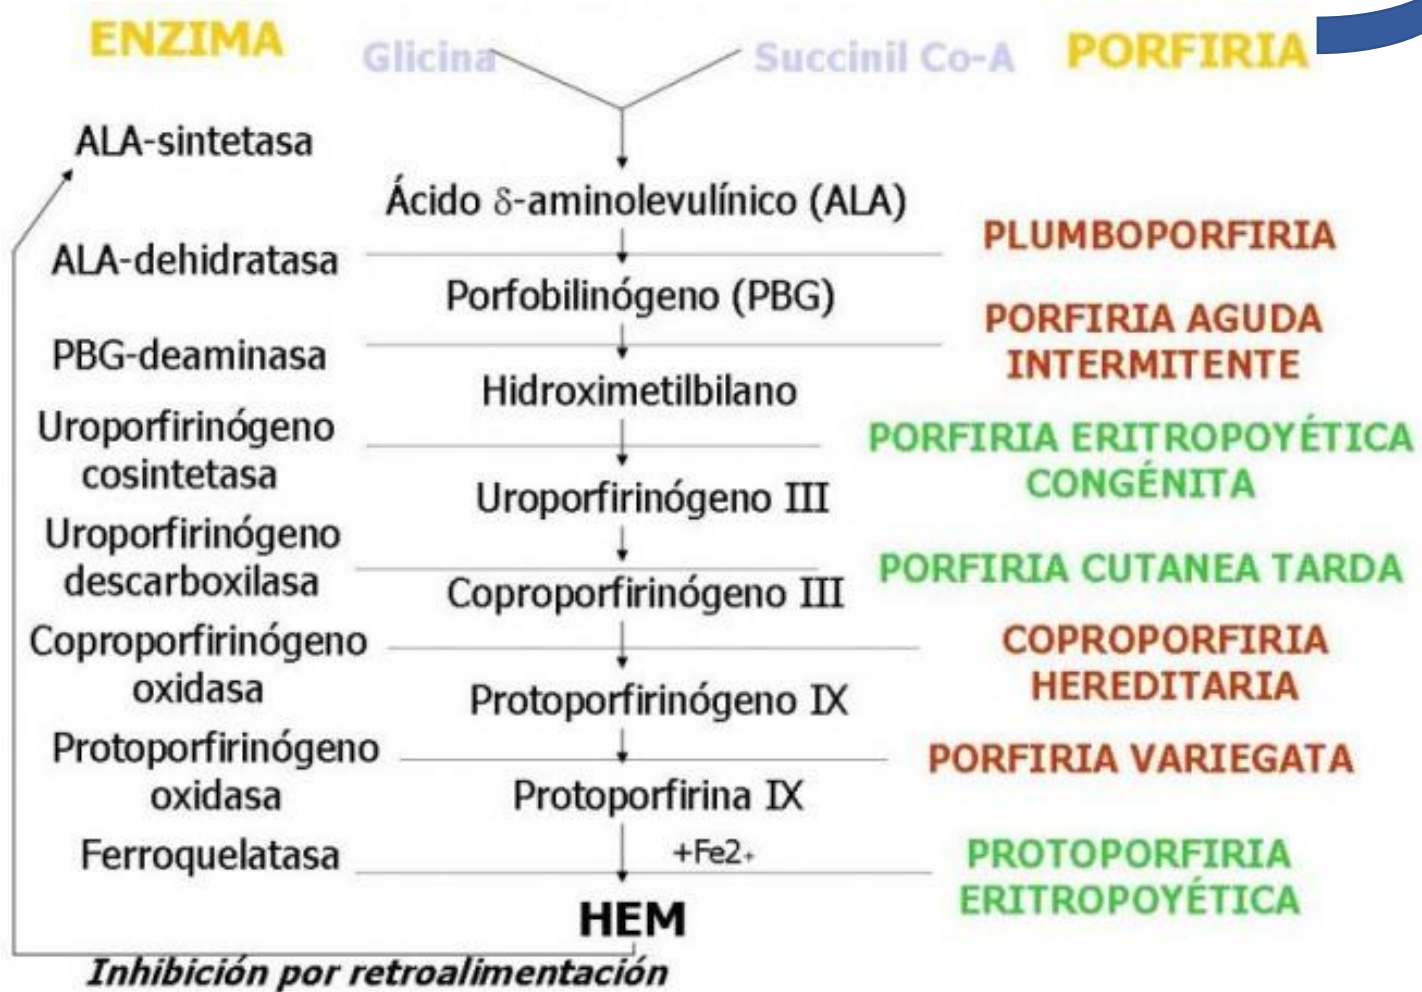 ENZIMA
Glicina
Succinil Co-A
PORFIRIA
ALA-sintetasa
Ácido δ-aminolevulínico (ALA)
PLUMBOPORFIRIA
ALA-dehidratasa
Porfobilinógeno (PBG)
PORFIRIA AGUDA
INTERMITENTE
PBG-deaminasa
Hidroximetilbilano
Uroporfirinógeno
cosintetasa
PORFIRIA ERITROPOYÉTICA
CONGÉNITA
Uroporfirinógeno III
Uroporfirinógeno
descarboxilasa
PORFIRIA CUTANEA TARDA
Coproporfirinógeno III
Coproporfirinógeno
oxidasa
COPROPORFIRIA
HEREDITARIA
Protoporfirinógeno IX
Protoporfirinógeno
oxidasa
PORFIRIA VARIEGATA
Protoporfirina IX
Ferroquelatasa
+Fe2+
PROTOPORFIRIA
ERITROPOYÉTICA
HEM
Inhibición por retroalimentación